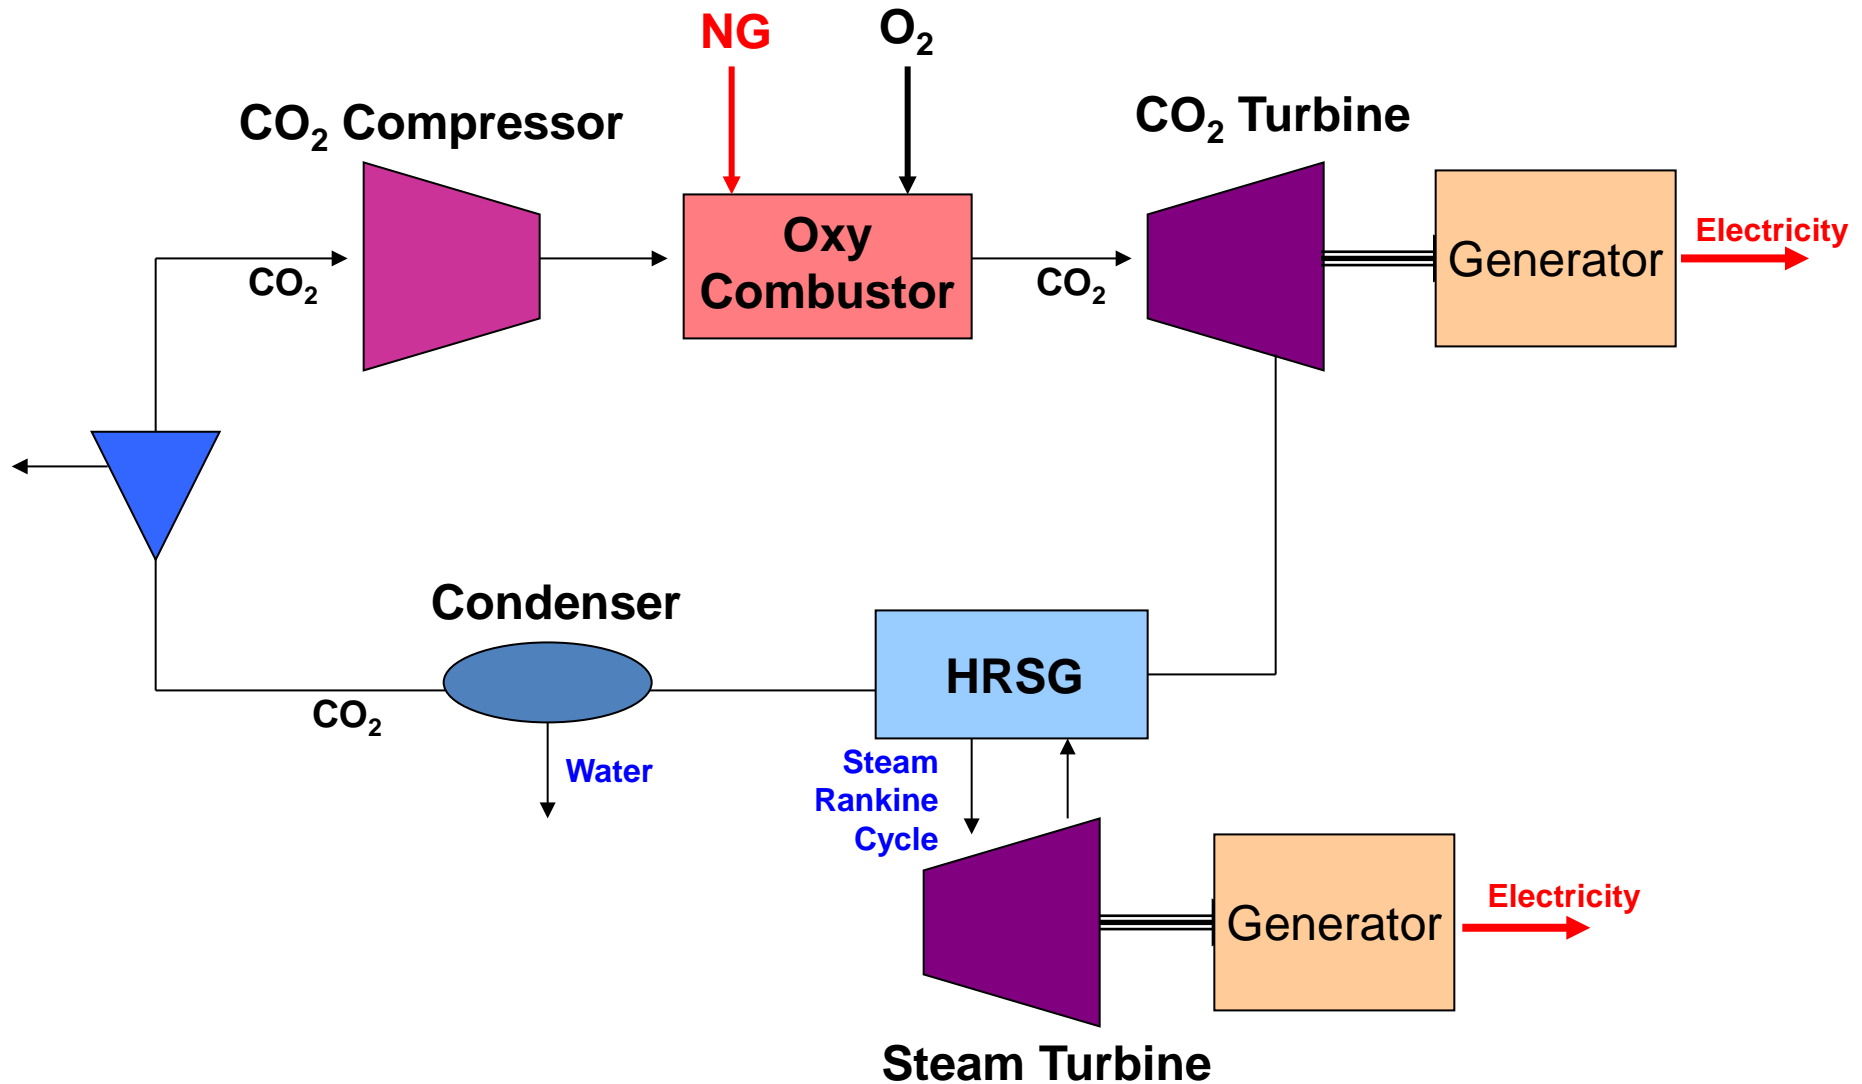 NG
O₂
CO₂ Compressor
CO₂ Turbine
Oxy
Combustor
Generator
Electricity
CO₂
CO₂
Condenser
HRSG
CO₂
Water
Steam
Rankine
Cycle
Generator
Electricity
Steam Turbine